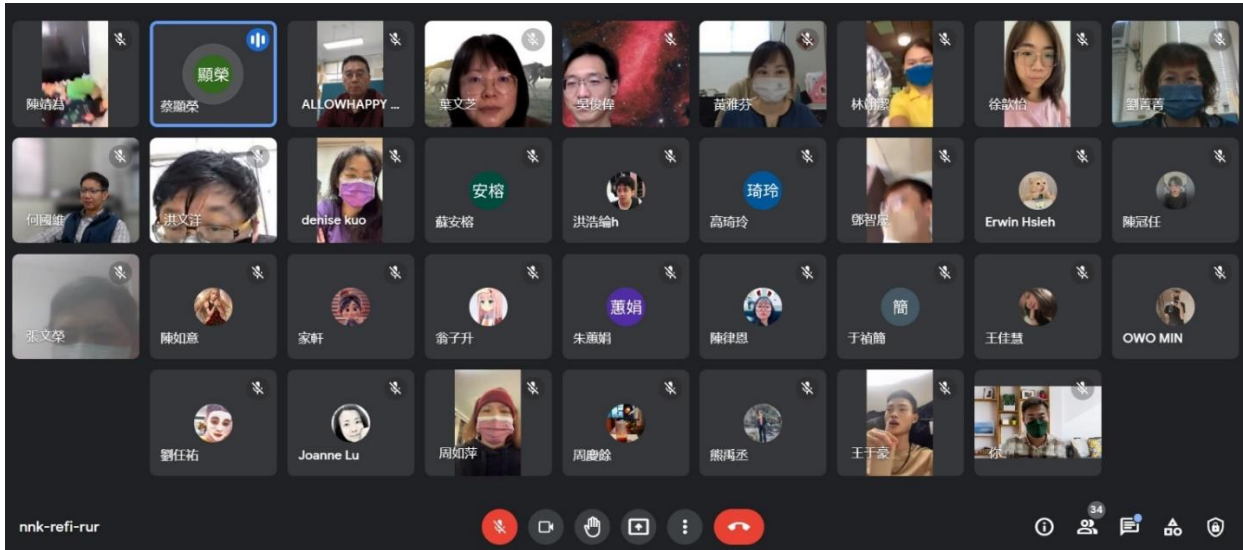 陳靖為
顯榮
蔡顯榮
ALLOWHAPPY ...
葉文芝
吳俊偉
黃雅芬
徐歆怡
劉菁菁
何國維
洪文洋
denise kuo
安榕
蘇安榕
洪浩綸h
琦玲
高琦玲
Erwin Hsieh
陳冠任
張文榮
陳如意
家軒
翁子升
蕙娟
朱蕙娟
陳律恩
簡
于禎簡
王佳慧
OWO MIN
劉任祐
Joanne Lu
周如萍
周慶餘
熊禹丞
王于豪
你
nnk-refi-rur
34